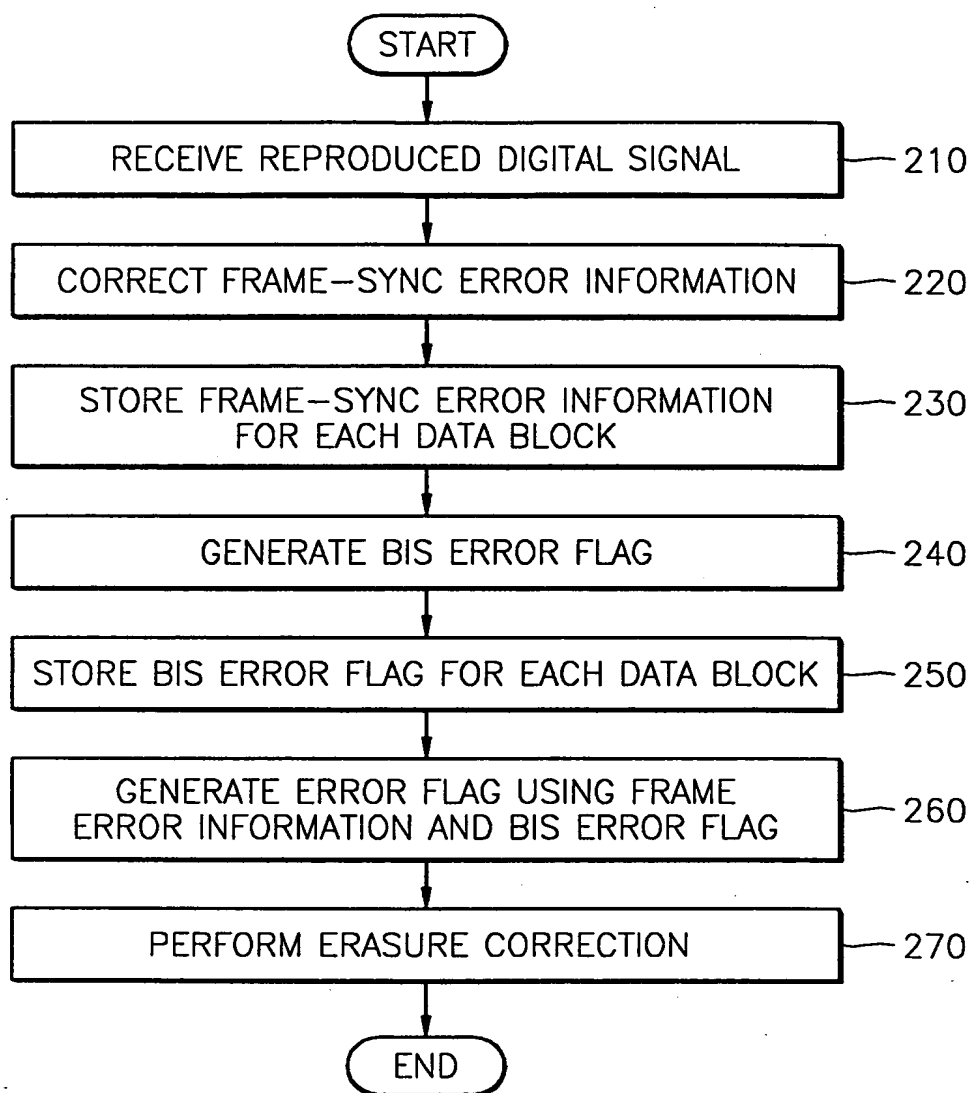 START
RECEIVE REPRODUCED DIGITAL SIGNAL
210
CORRECT FRAME-SYNC ERROR INFORMATION
220
STORE FRAME-SYNC ERROR INFORMATION
FOR EACH DATA BLOCK
230
GENERATE BIS ERROR FLAG
240
STORE BIS ERROR FLAG FOR EACH DATA BLOCK
250
GENERATE ERROR FLAG USING FRAME
ERROR INFORMATION AND BIS ERROR FLAG
260
PERFORM ERASURE CORRECTION
270
END